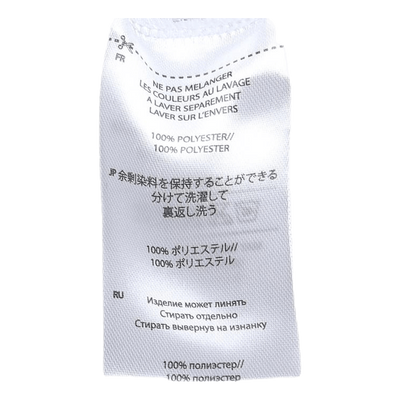 FR
NE PAS MELANGER
LES COULEURS AU LAVAGE
A LAVER SEPAREMENT
LAVER SUR L'ENVERS
100% POLYESTER//
100% POLYESTER
JP 余剰染料を保持することができる
分けて洗濯して
裏返し洗う
100% ポリエステル//
100% ポリエステル
RU
Изделие может линять
Стирать отдельно
Стирать вывернув на изнанку
100% полиэстер//
100% полиэстер